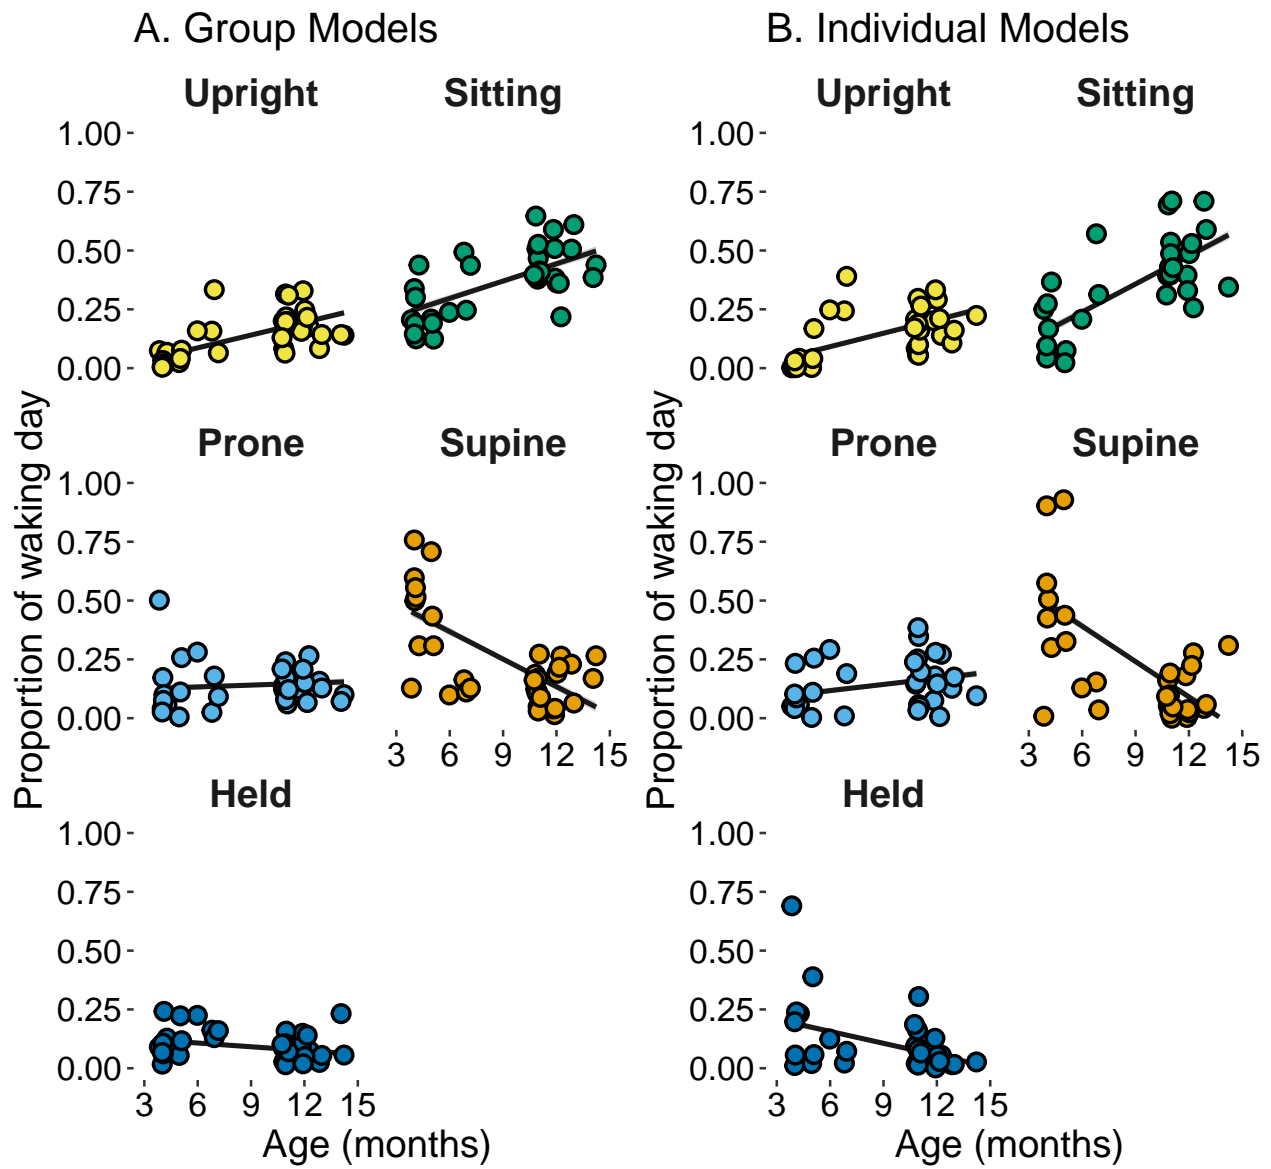 A. Group Models
B. Individual Models
Upright
Sitting
Upright
Sitting
1.00
0.75
0.50
0.25
0.00
1.00
0.75
0.50
0.25
0.00
Prone
Supine
Prone
Supine
1.00
0.75
0.50
0.25
0.00
3 6 9 12 15
1.00
0.75
0.50
0.25
0.00
3 6 9 12 15
Held
Held
1.00
0.75
0.50
0.25
0.00
3 6 9 12 15
1.00
0.75
0.50
0.25
0.00
3 6 9 12 15
Proportion of waking day
Proportion of waking day
Age (months)
Age (months)